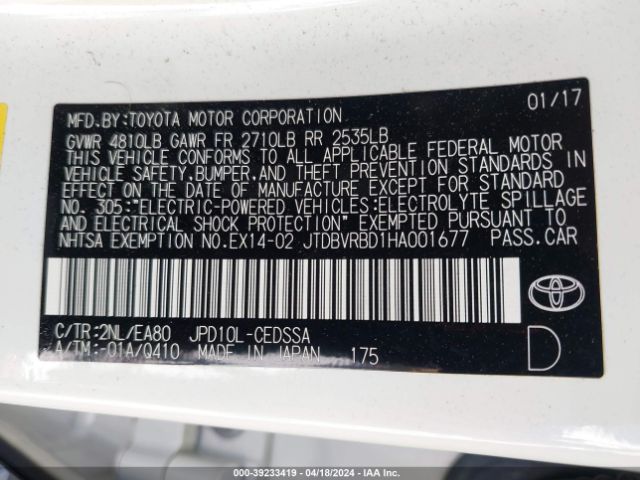 MFD.BY:TOYOTA MOTOR CORPORATION 01/17
GVWR 4810LB GAWR FR 2710LB RR 2535LB
THIS VEHICLE CONFORMS TO ALL APPLICABLE FEDERAL MOTOR
VEHICLE SAFETY,BUMPER,AND THEFT PREVENTION STANDARDS IN
EFFECT ON THE DATE OF MANUFACTURE EXCEPT FOR STANDARD
NO. 305:"ELECTRIC-POWERED VEHICLES:ELECTROLYTE SPILLAGE
AND ELECTRICAL SHOCK PROTECTION" EXEMPTED PURSUANT TO
NHTSA EXEMPTION NO.EX14-02 JTDBVRBD1HA001677 PASS.CAR
C/TR:2NL/EA80 JPD10L-CEDSSA
A/TM:-01A/Q410 MADE IN JAPAN 175
D
000-39233419 - 04/18/2024 - IAA, Inc.